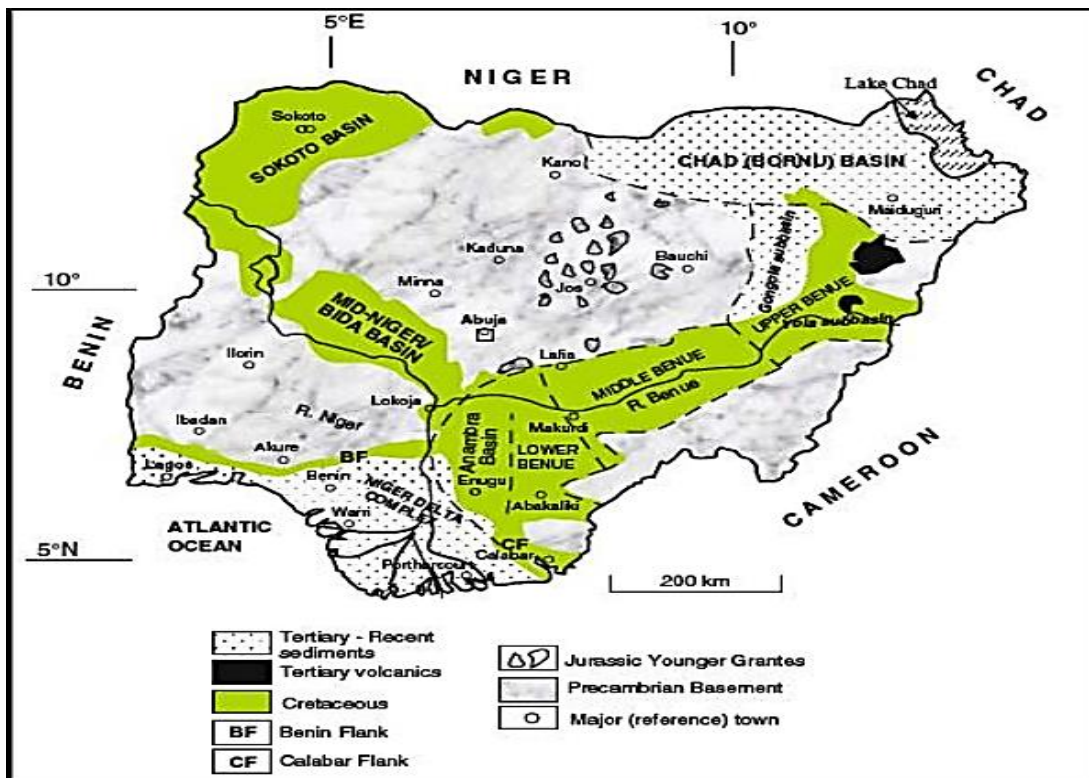 5°E
10°
NIGER
CHAD
Lake Chad
Sokoto
SOKOTO BASIN
CHAD (BORNU) BASIN
Kano
Maiduguri
Gongola subbasin
Kaduna
Bauchi
10°
Minna
Jos
UPPER BENUE
Yola subbasin
MID-NIGER/
BIDA BASIN
Abuja
BENIN
Ilorin
Lafia
MIDDLE BENUE
R. Benue
Lokoja
R. Niger
Ibadan
Makurdi
Akure
BF
Anambra
Basin
LOWER
BENUE
Lagos
Benin
Enugu
NIGER DELTA
COMPLEX
Abakaliki
CAMEROON
Warri
ATLANTIC
OCEAN
CF
Calabar
5°N
Portharcourt
200 km
Tertiary - Recent
sediments
Tertiary volcanics
Cretaceous
BF Benin Flank
CF Calabar Flank
Jurassic Younger Grantes
Precambrian Basement
Major (reference) town